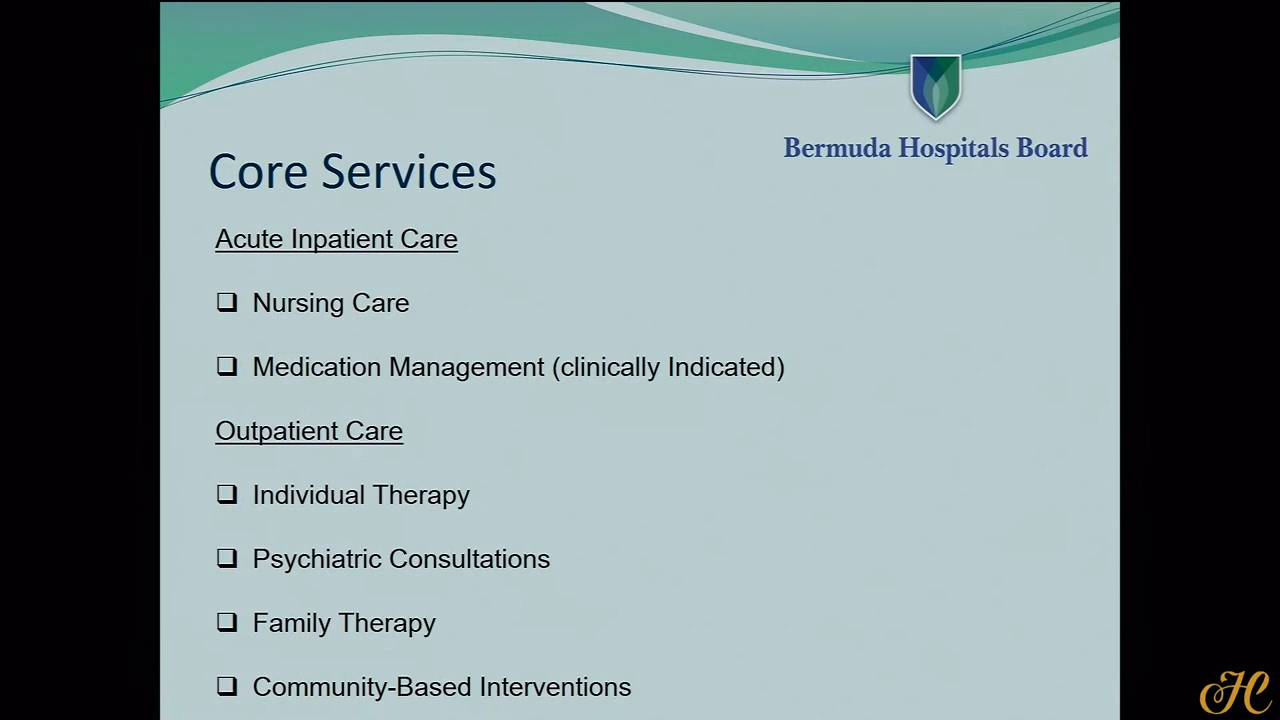 Bermuda Hospitals Board
Core Services
Acute Inpatient Care
❑ Nursing Care
❑ Medication Management (clinically Indicated)
Outpatient Care
❑ Individual Therapy
❑ Psychiatric Consultations
❑ Family Therapy
❑ Community-Based Interventions
HC